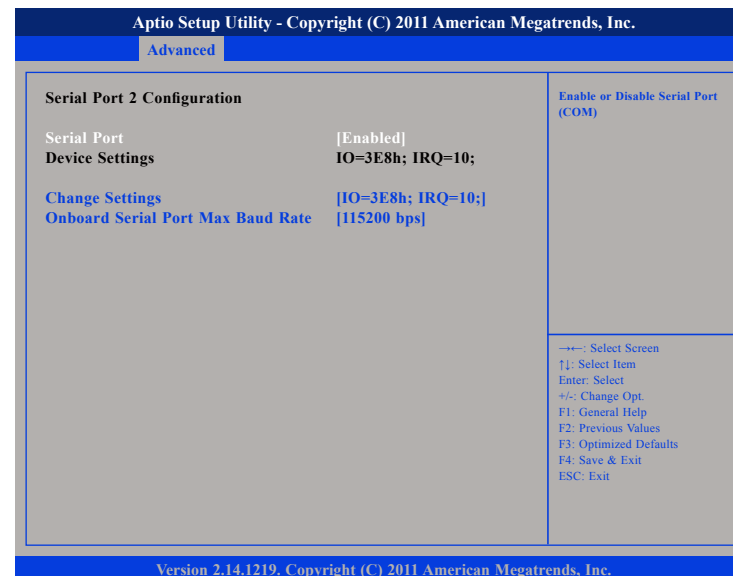 Aptio Setup Utility - Copyright (C) 2011 American Megatrends, Inc.
Advanced
Serial Port 2 Configuration
Serial Port [Enabled]
Device Settings IO=3E8h; IRQ=10;
Change Settings [IO=3E8h; IRQ=10;]
Onboard Serial Port Max Baud Rate [115200 bps]
Enable or Disable Serial Port
(COM)
→←: Select Screen
↑↓: Select Item
Enter: Select
+/-: Change Opt.
F1: General Help
F2: Previous Values
F3: Optimized Defaults
F4: Save & Exit
ESC: Exit
Version 2.14.1219. Copyright (C) 2011 American Megatrends, Inc.